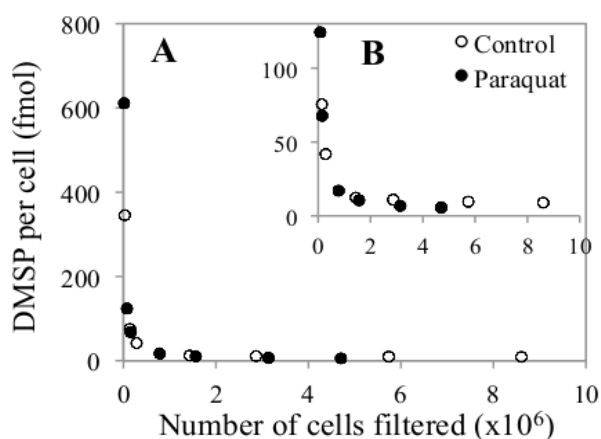 800
600
400
200
0
0 2 4 6 8 10
DMSP per cell (fmol)
Number of cells filtered (x10⁶)
A
B
100
50
0
0 2 4 6 8 10
Control
Paraquat